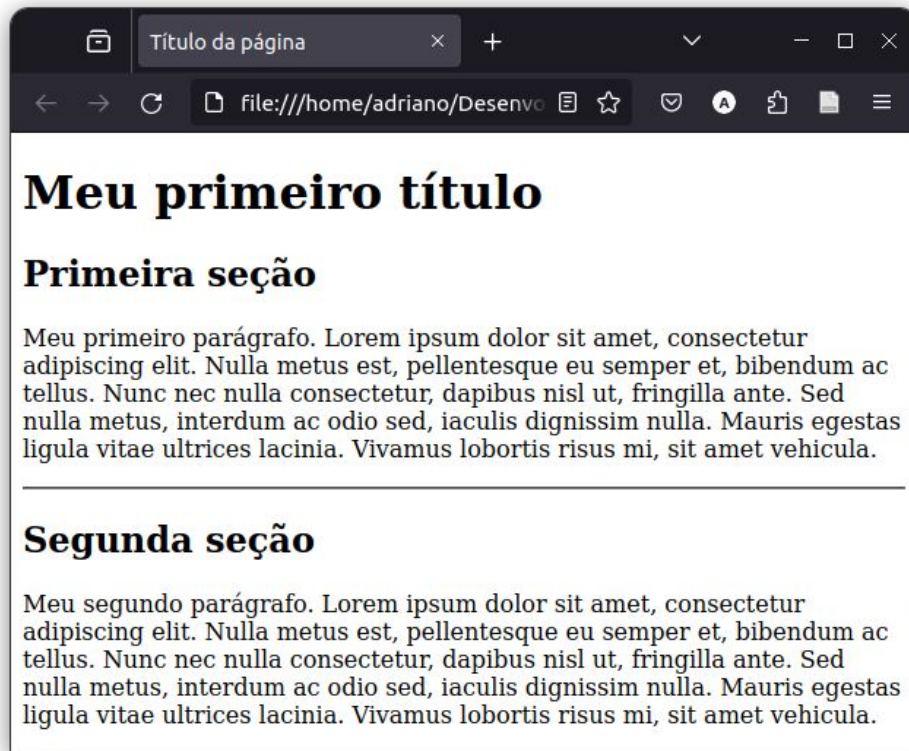 Título da página
file:///home/adriano/Desenvo
A
Meu primeiro título
Primeira seção
Meu primeiro parágrafo. Lorem ipsum dolor sit amet, consectetur
adipiscing elit. Nulla metus est, pellentesque eu semper et, bibendum ac
tellus. Nunc nec nulla consectetur, dapibus nisl ut, fringilla ante. Sed
nulla metus, interdum ac odio sed, iaculis dignissim nulla. Mauris egestas
ligula vitae ultrices lacinia. Vivamus lobortis risus mi, sit amet vehicula.
Segunda seção
Meu segundo parágrafo. Lorem ipsum dolor sit amet, consectetur
adipiscing elit. Nulla metus est, pellentesque eu semper et, bibendum ac
tellus. Nunc nec nulla consectetur, dapibus nisl ut, fringilla ante. Sed
nulla metus, interdum ac odio sed, iaculis dignissim nulla. Mauris egestas
ligula vitae ultrices lacinia. Vivamus lobortis risus mi, sit amet vehicula.